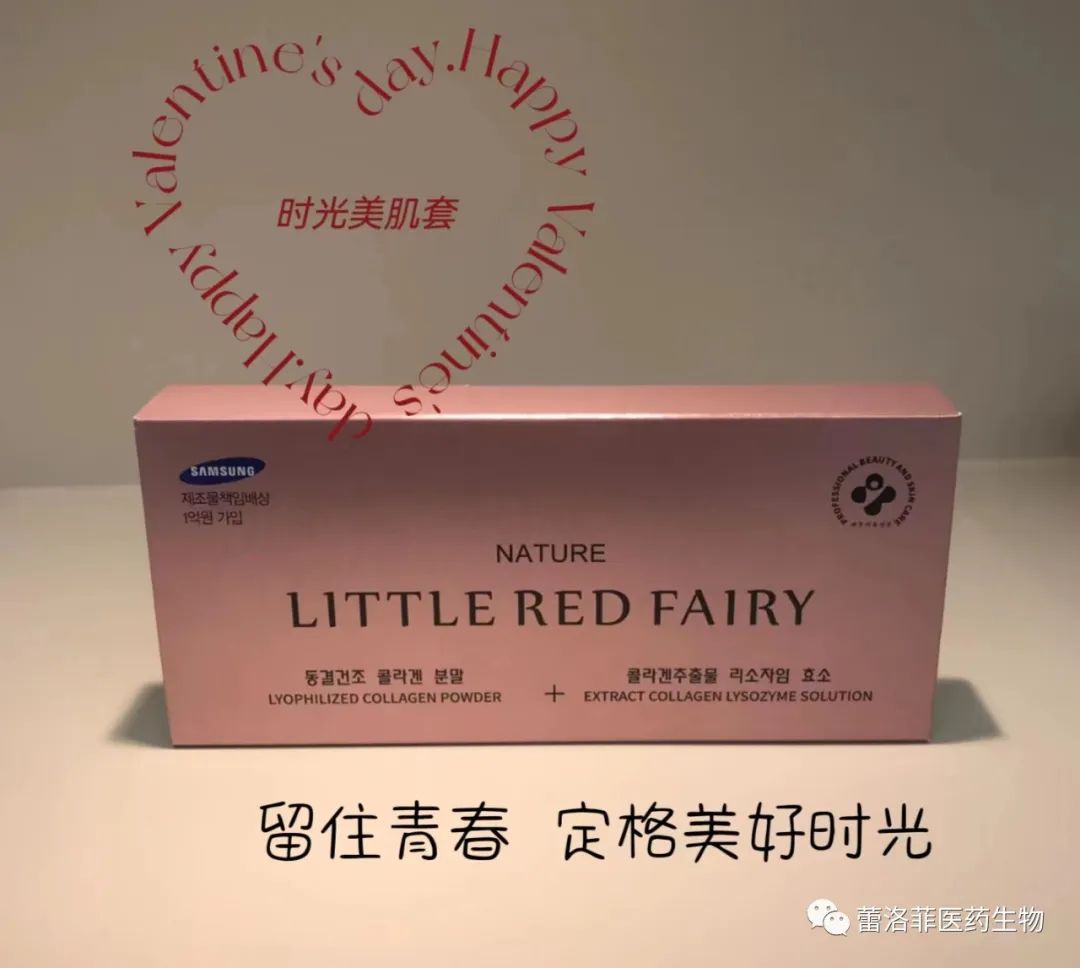 Happy Valentine's day.Happy Valentine's day.
时光美肌套
SAMSUNG
제조물책임배상
1억원 가입
PROFESSIONAL BEAUTY AND SKIN CARE
NATURE
LITTLE RED FAIRY
동결건조 콜라겐 분말
LYOPHILIZED COLLAGEN POWDER
+
콜라겐추출물 리소자임 효소
EXTRACT COLLAGEN LYSOZYME SOLUTION
留住青春 定格美好时光
蕾洛菲医药生物